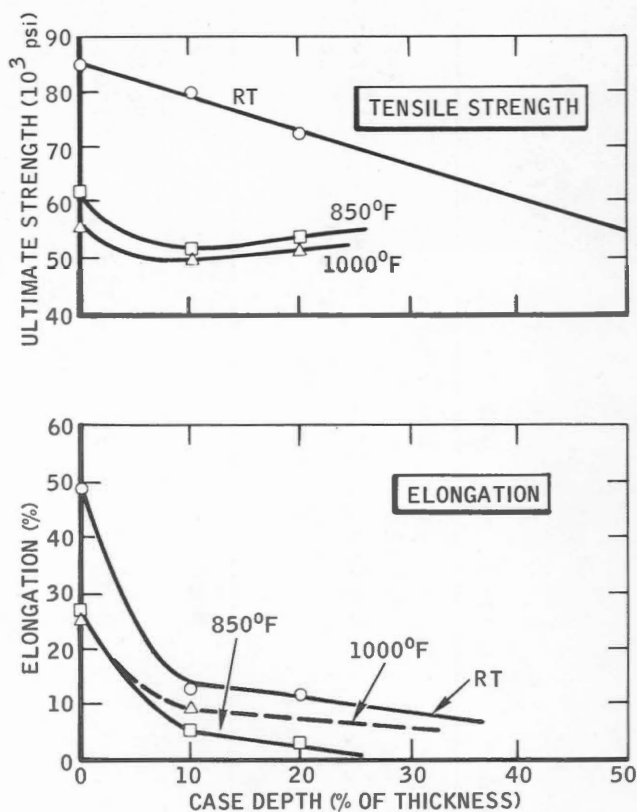 ULTIMATE STRENGTH (10³ psi)
90
80
70
60
50
40
RT
TENSILE STRENGTH
850°F
1000°F
ELONGATION (%)
60
50
40
30
20
10
0
ELONGATION
850°F
1000°F
RT
0 10 20 30 40 50
CASE DEPTH (% OF THICKNESS)